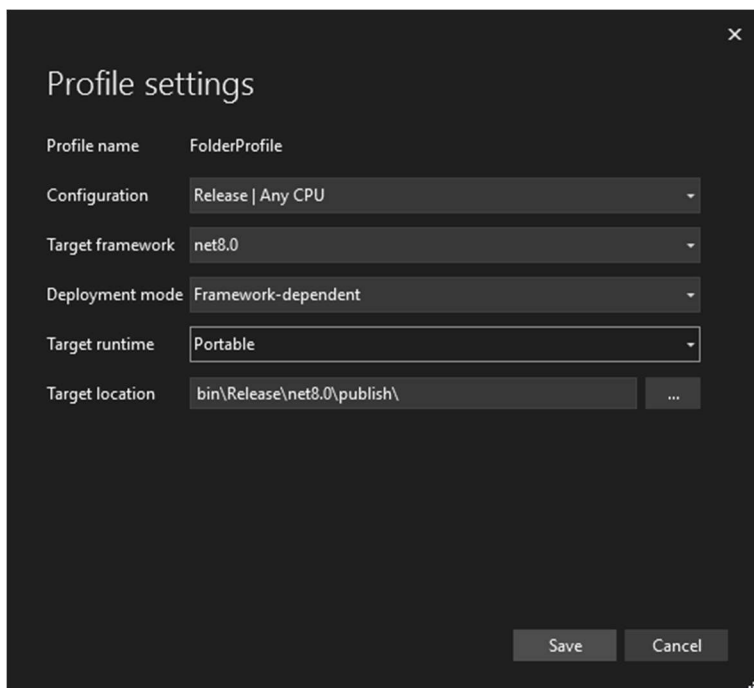 Profile settings
Profile name FolderProfile
Configuration Release | Any CPU
Target framework net8.0
Deployment mode Framework-dependent
Target runtime Portable
Target location bin\Release\net8.0\publish\ ...
Save Cancel